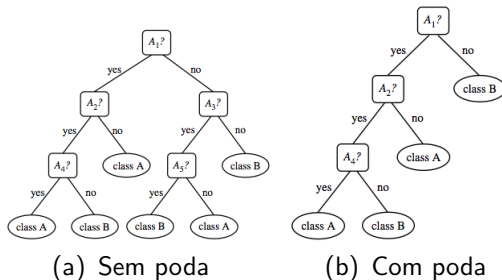 A1?
yes
no
A2?
A3?
yes
no
yes
no
A4?
class A
A5?
class B
yes
no
yes
no
class A
class B
class B
class A
(a) Sem poda
A1?
yes
no
A2?
class B
yes
no
A4?
class A
yes
no
class A
class B
(b) Com poda